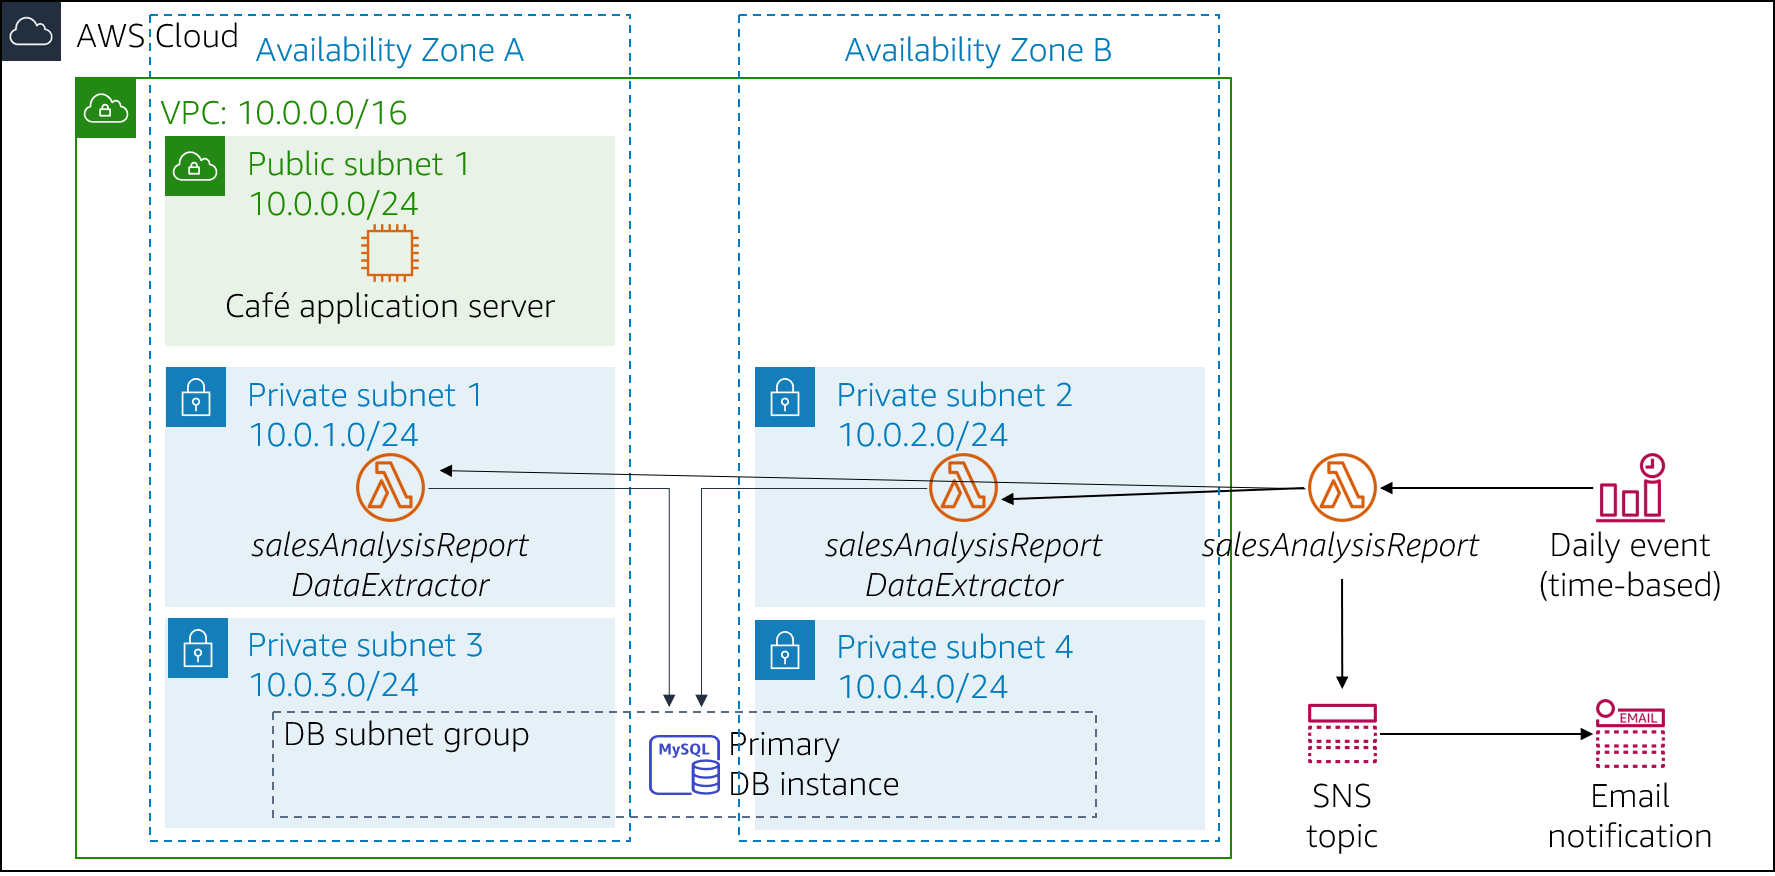 AWS Cloud
Availability Zone A
Availability Zone B
VPC: 10.0.0.0/16
Public subnet 1
10.0.0.0/24
Café application server
Private subnet 1
10.0.1.0/24
salesAnalysisReport
DataExtractor
Private subnet 2
10.0.2.0/24
salesAnalysisReport
DataExtractor
salesAnalysisReport
Daily event
(time-based)
Private subnet 3
10.0.3.0/24
Private subnet 4
10.0.4.0/24
DB subnet group
MySQL
Primary
DB instance
SNS
topic
EMAIL
Email
notification